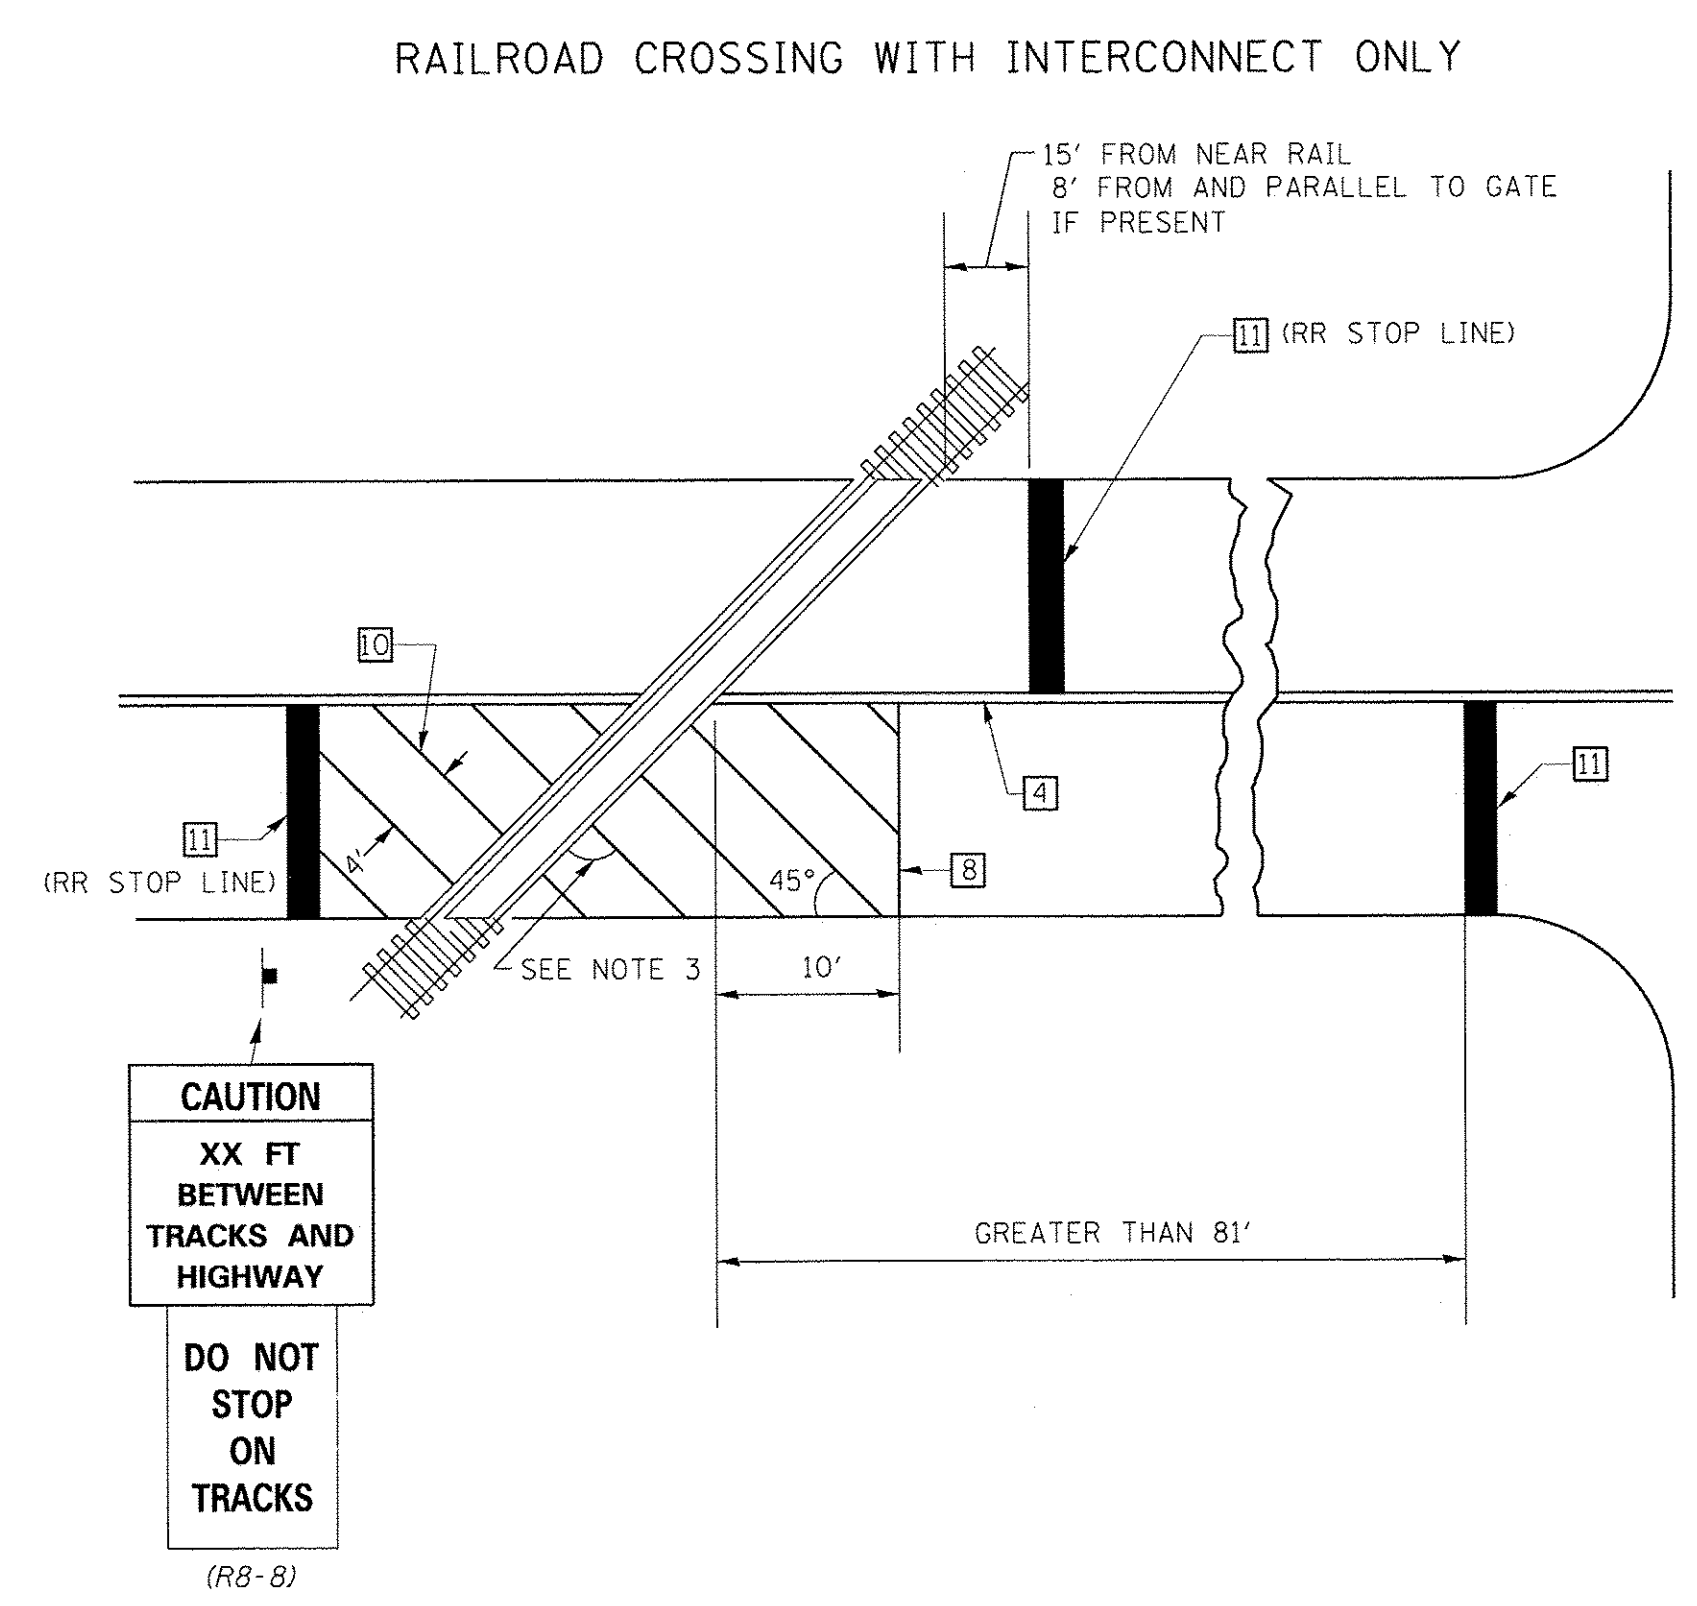 RAILROAD CROSSING WITH INTERCONNECT ONLY
15' FROM NEAR RAIL
8' FROM AND PARALLEL TO GATE
IF PRESENT
11 (RR STOP LINE)
10
4
11
11
(RR STOP LINE)
4'
45°
8
SEE NOTE 3
10'
GREATER THAN 81'
CAUTION
XX FT
BETWEEN
TRACKS AND
HIGHWAY
DO NOT
STOP
ON
TRACKS
(R8-8)